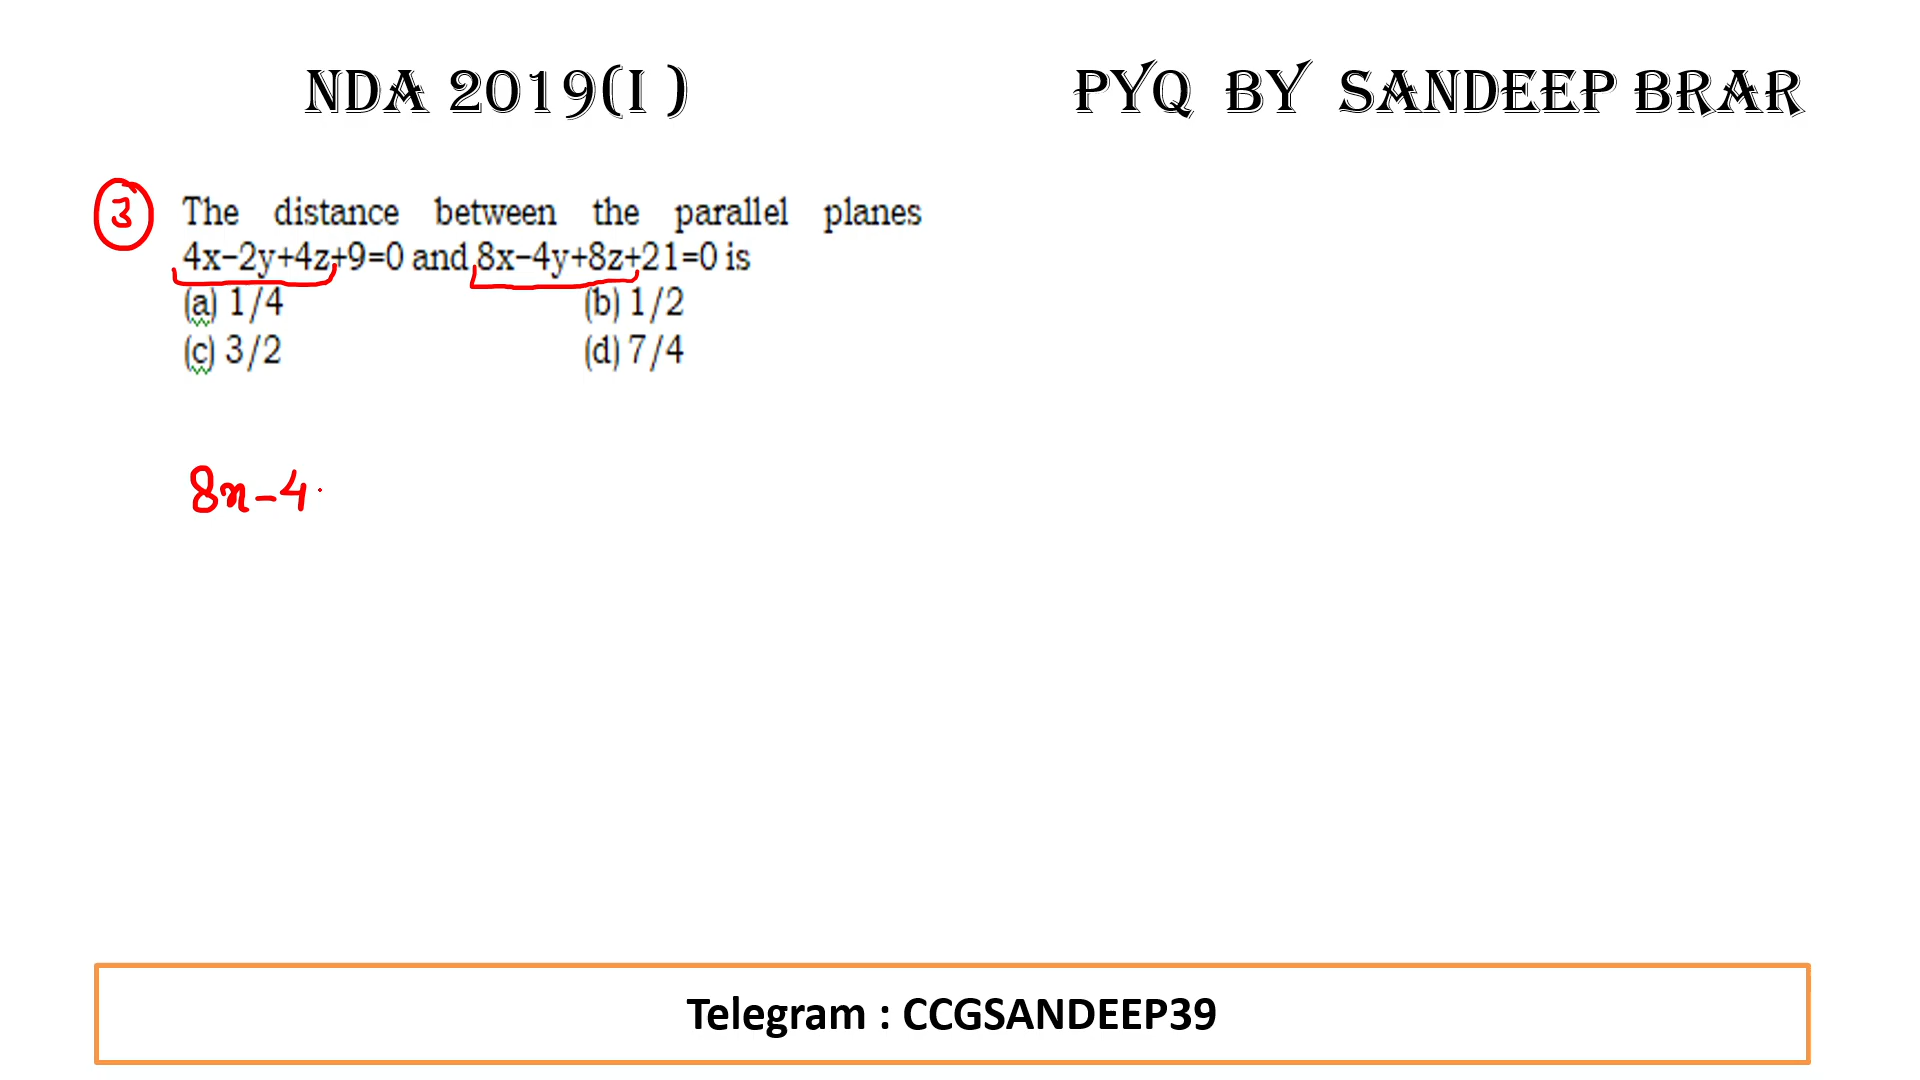 NDA 2019(I ) PYQ BY SANDEEP BRAR
3 The distance between the parallel planes
4x−2y+4z+9=0 and 8x−4y+8z+21=0 is
(a) 1/4 (b) 1/2
(c) 3/2 (d) 7/4
8x-4
Telegram : CCGSANDEEP39